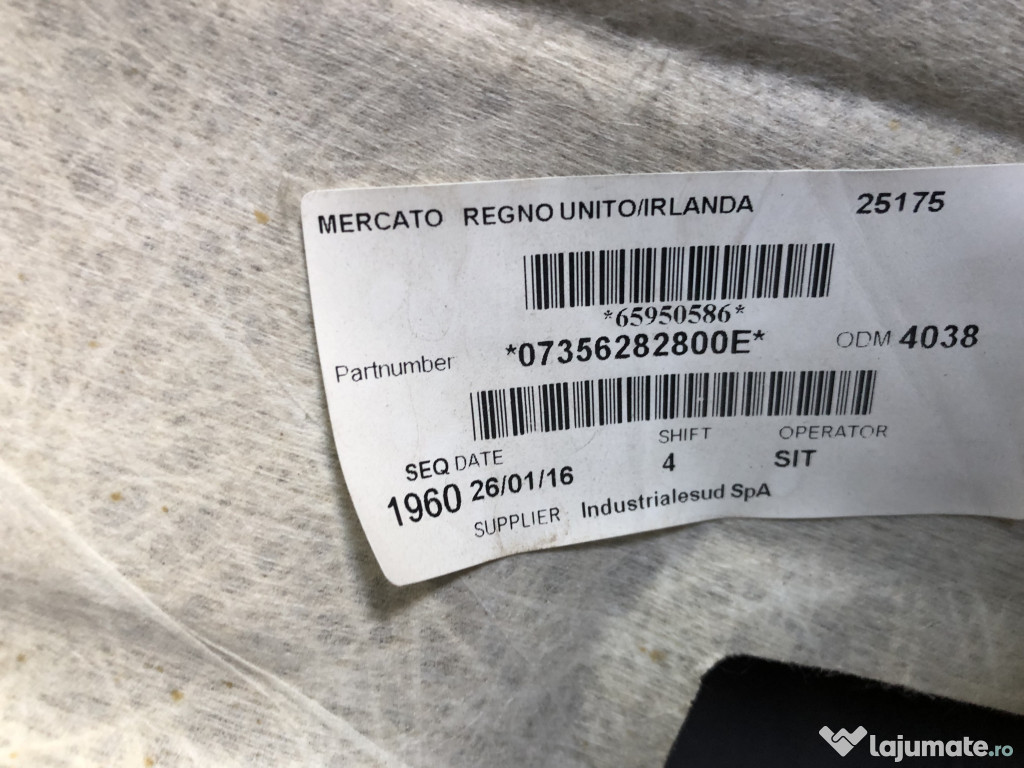 MERCATO REGNO UNITO/IRLANDA 25175
*65950586*
Partnumber *07356282800E* ODM 4038
SEQ DATE SHIFT OPERATOR
1960 26/01/16 4 SIT
SUPPLIER Industrialesud SpA
lajumate.ro